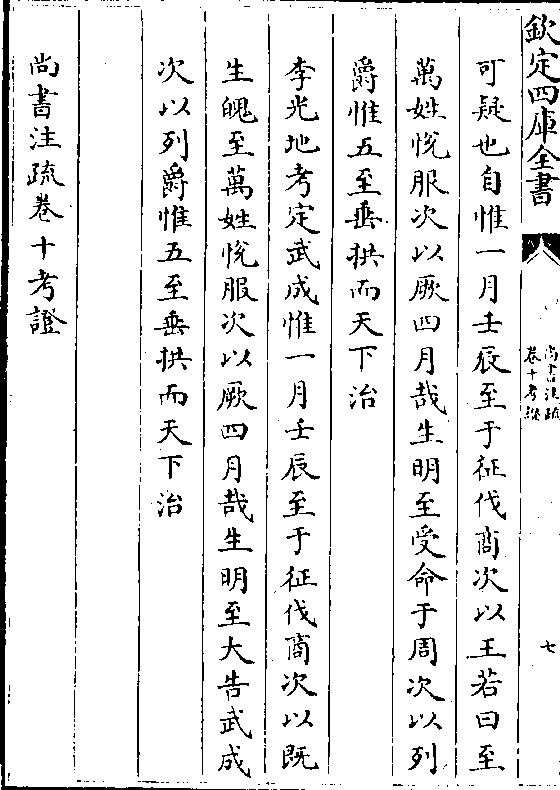 欽定四庫全書
尚書注疏
卷十考證
七
可疑也自惟一月壬辰至于征伐商次以王若曰至
萬姓悅服次以厥四月哉生明至受命于周次以列
爵惟五至垂拱而天下治
李光地考定武成惟一月壬辰至于征伐商次以既
生魄至萬姓悅服次以厥四月哉生明至大告武成
次以列爵惟五至垂拱而天下治
尚書注疏卷十考證